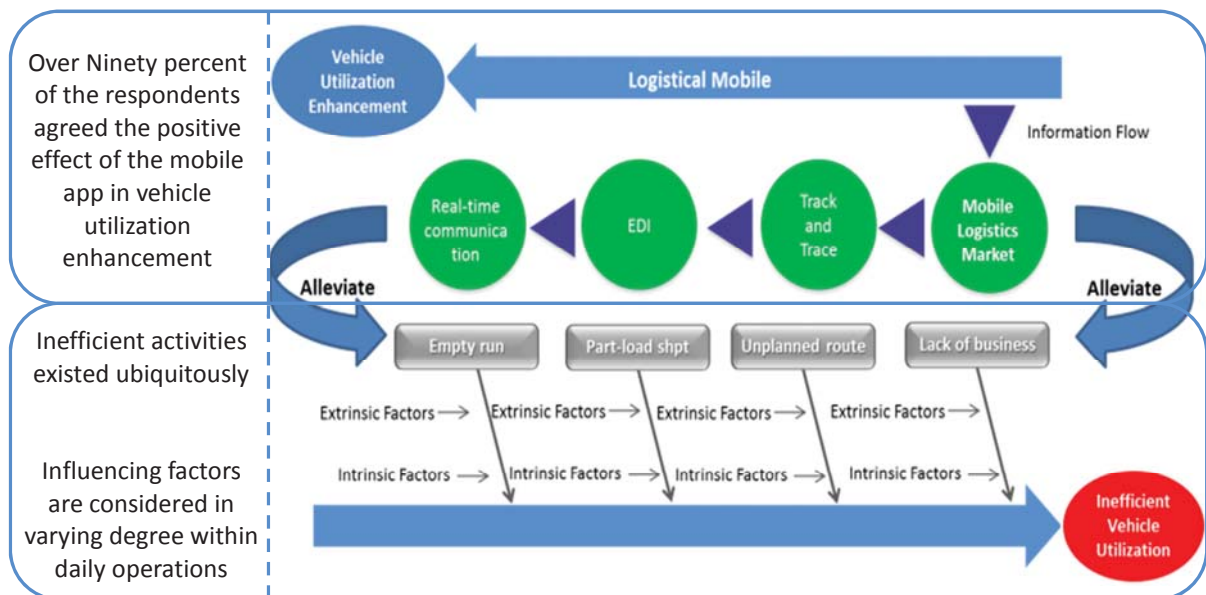 Over Ninety percent
of the respondents
agreed the positive
effect of the mobile
app in vehicle
utilization
enhancement
Vehicle
Utilization
Enhancement
Logistical Mobile
Information Flow
Real-time
communica
tion
EDI
Track
and
Trace
Mobile
Logistics
Market
Alleviate
Alleviate
Inefficient activities
existed ubiquitously
Empty run
Part-load shpt
Unplanned route
Lack of business
Extrinsic Factors
Extrinsic Factors
Extrinsic Factors
Extrinsic Factors
Intrinsic Factors
Intrinsic Factors
Intrinsic Factors
Intrinsic Factors
Influencing factors
are considered in
varying degree within
daily operations
Inefficient
Vehicle
Utilization